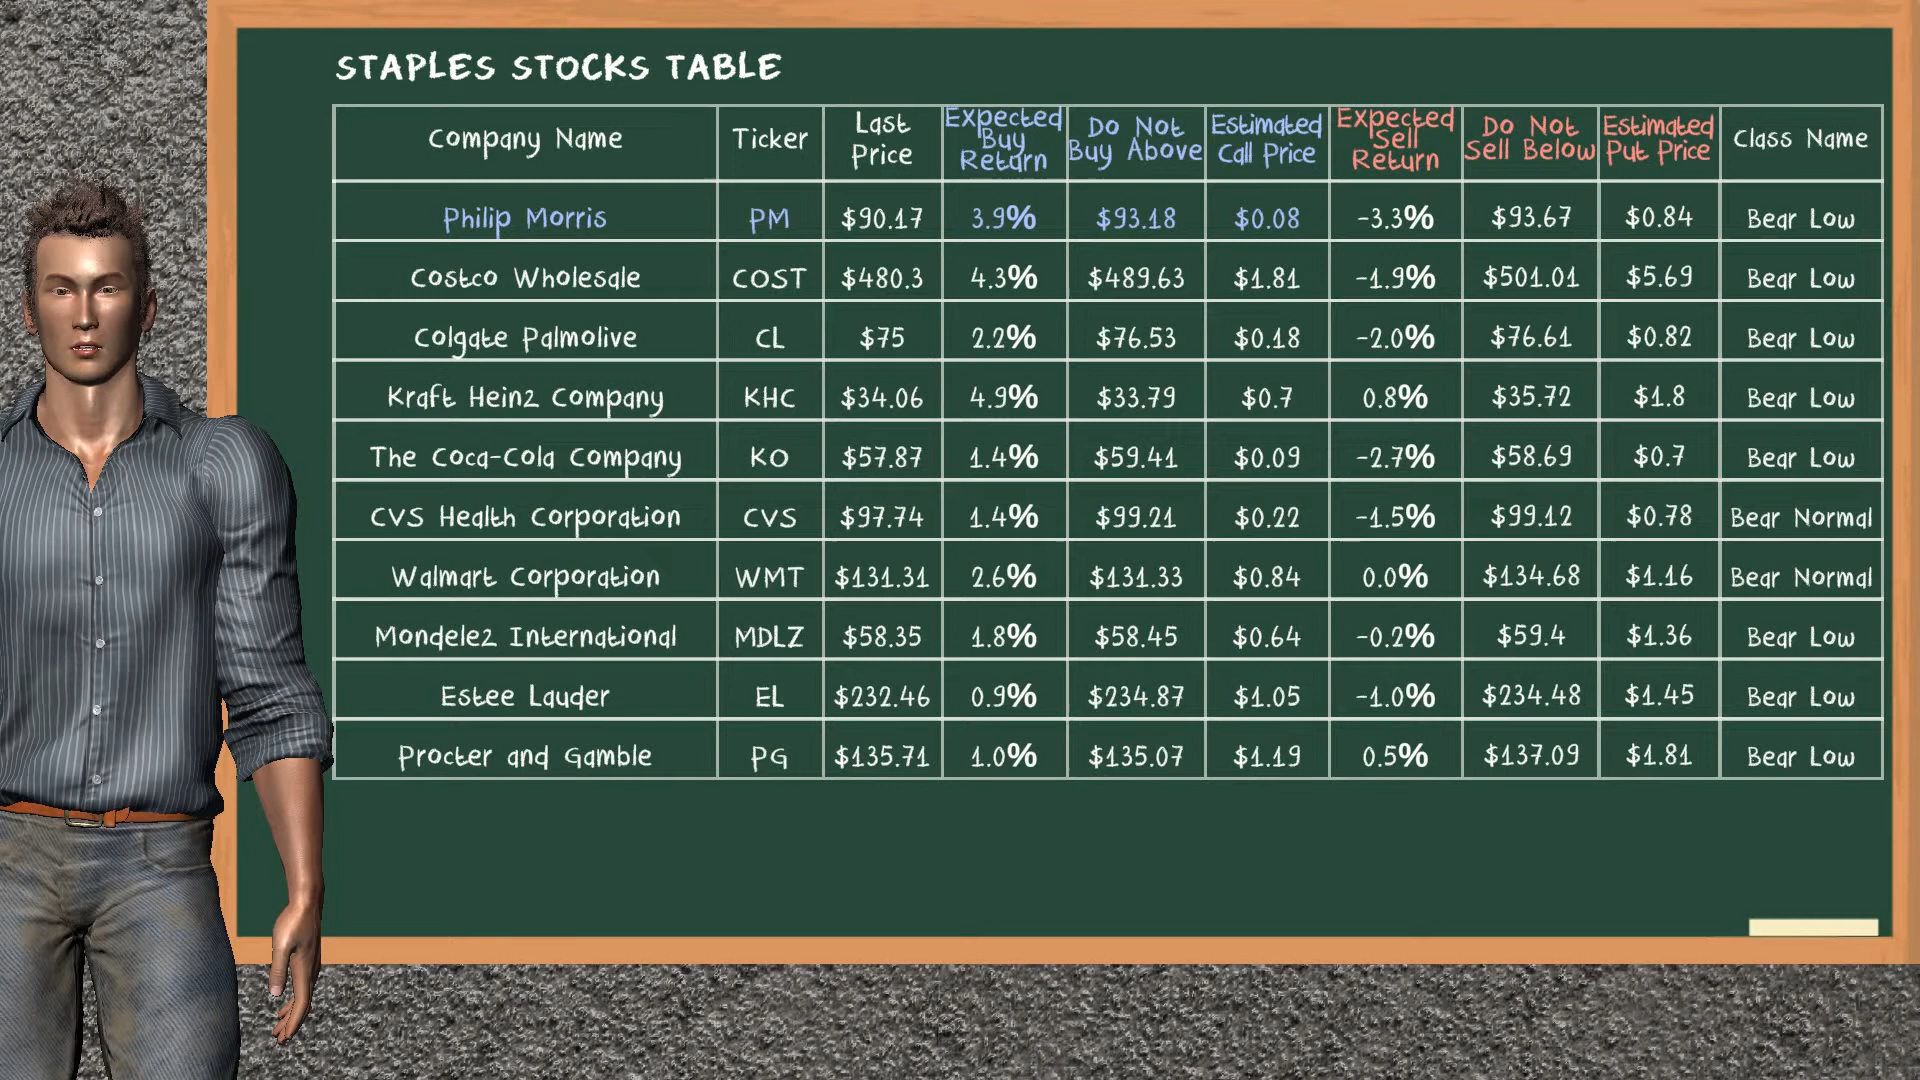 STAPLES STOCKS TABLE
Company Name Ticker Last Price Expected Buy Return Do Not Buy Above Estimated Call Price Expected Sell Return Do Not Sell Below Estimated Put Price Class Name
Philip Morris PM $90.17 3.9% $93.18 $0.08 -3.3% $93.67 $0.84 Bear Low
Costco Wholesale COST $480.3 4.3% $489.63 $1.81 -1.9% $501.01 $5.69 Bear Low
Colgate Palmolive CL $75 2.2% $76.53 $0.18 -2.0% $76.61 $0.82 Bear Low
Kraft Heinz Company KHC $34.06 4.9% $33.79 $0.7 0.8% $35.72 $1.8 Bear Low
The Coca-Cola Company KO $57.87 1.4% $59.41 $0.09 -2.7% $58.69 $0.7 Bear Low
CVS Health Corporation CVS $97.74 1.4% $99.21 $0.22 -1.5% $99.12 $0.78 Bear Normal
Walmart Corporation WMT $131.31 2.6% $131.33 $0.84 0.0% $134.68 $1.16 Bear Normal
Mondelez International MDLZ $58.35 1.8% $58.45 $0.64 -0.2% $59.4 $1.36 Bear Low
Estee Lauder EL $232.46 0.9% $234.87 $1.05 -1.0% $234.48 $1.45 Bear Low
Procter and Gamble PG $135.71 1.0% $135.07 $1.19 0.5% $137.09 $1.81 Bear Low